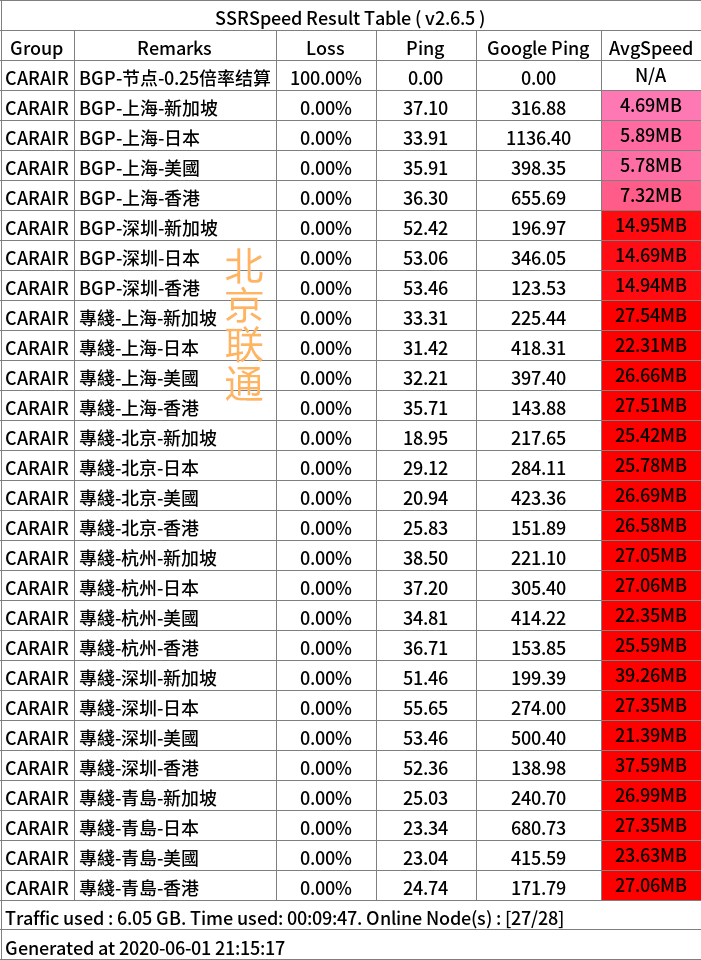 SSRSpeed Result Table ( v2.6.5 )
Group Remarks Loss Ping Google Ping AvgSpeed
CARAIR BGP-节点-0.25倍率结算 100.00% 0.00 0.00 N/A
CARAIR BGP-上海-新加坡 0.00% 37.10 316.88 4.69MB
CARAIR BGP-上海-日本 0.00% 33.91 1136.40 5.89MB
CARAIR BGP-上海-美國 0.00% 35.91 398.35 5.78MB
CARAIR BGP-上海-香港 0.00% 36.30 655.69 7.32MB
CARAIR BGP-深圳-新加坡 0.00% 52.42 196.97 14.95MB
CARAIR BGP-深圳-日本 0.00% 53.06 346.05 14.69MB
CARAIR BGP-深圳-香港 0.00% 53.46 123.53 14.94MB
CARAIR 專綫-上海-新加坡 0.00% 33.31 225.44 27.54MB
CARAIR 專綫-上海-日本 0.00% 31.42 418.31 22.31MB
CARAIR 專綫-上海-美國 0.00% 32.21 397.40 26.66MB
CARAIR 專綫-上海-香港 0.00% 35.71 143.88 27.51MB
CARAIR 專綫-北京-新加坡 0.00% 18.95 217.65 25.42MB
CARAIR 專綫-北京-日本 0.00% 29.12 284.11 25.78MB
CARAIR 專綫-北京-美國 0.00% 20.94 423.36 26.69MB
CARAIR 專綫-北京-香港 0.00% 25.83 151.89 26.58MB
CARAIR 專綫-杭州-新加坡 0.00% 38.50 221.10 27.05MB
CARAIR 專綫-杭州-日本 0.00% 37.20 305.40 27.06MB
CARAIR 專綫-杭州-美國 0.00% 34.81 414.22 22.35MB
CARAIR 專綫-杭州-香港 0.00% 36.71 153.85 25.59MB
CARAIR 專綫-深圳-新加坡 0.00% 51.46 199.39 39.26MB
CARAIR 專綫-深圳-日本 0.00% 55.65 274.00 27.35MB
CARAIR 專綫-深圳-美國 0.00% 53.46 500.40 21.39MB
CARAIR 專綫-深圳-香港 0.00% 52.36 138.98 37.59MB
CARAIR 專綫-青島-新加坡 0.00% 25.03 240.70 26.99MB
CARAIR 專綫-青島-日本 0.00% 23.34 680.73 27.35MB
CARAIR 專綫-青島-美國 0.00% 23.04 415.59 23.63MB
CARAIR 專綫-青島-香港 0.00% 24.74 171.79 27.06MB
Traffic used : 6.05 GB. Time used: 00:09:47. Online Node(s) : [27/28]
Generated at 2020-06-01 21:15:17
北京联通